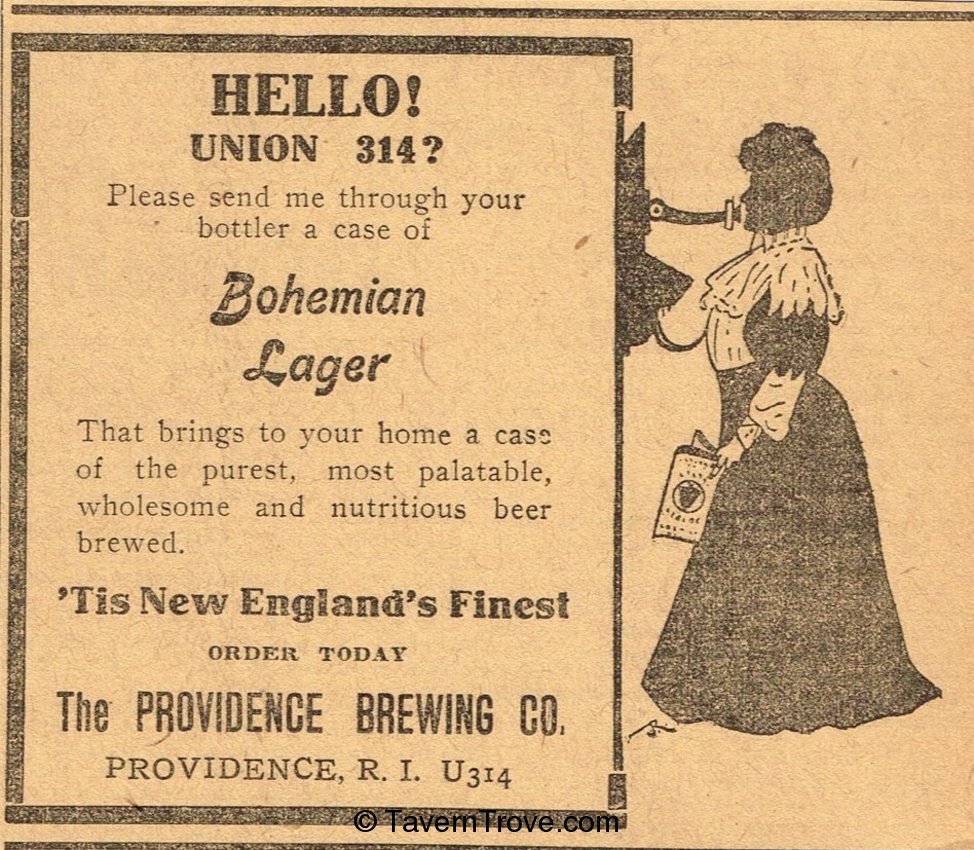 HELLO!
UNION 314?
Please send me through your
bottler a case of
Bohemian
Lager
That brings to your home a case
of the purest, most palatable,
wholesome and nutritious beer
brewed.
'Tis New England's Finest
ORDER TODAY
The PROVIDENCE BREWING CO.
PROVIDENCE, R. I. U314
© TavernTrove.com